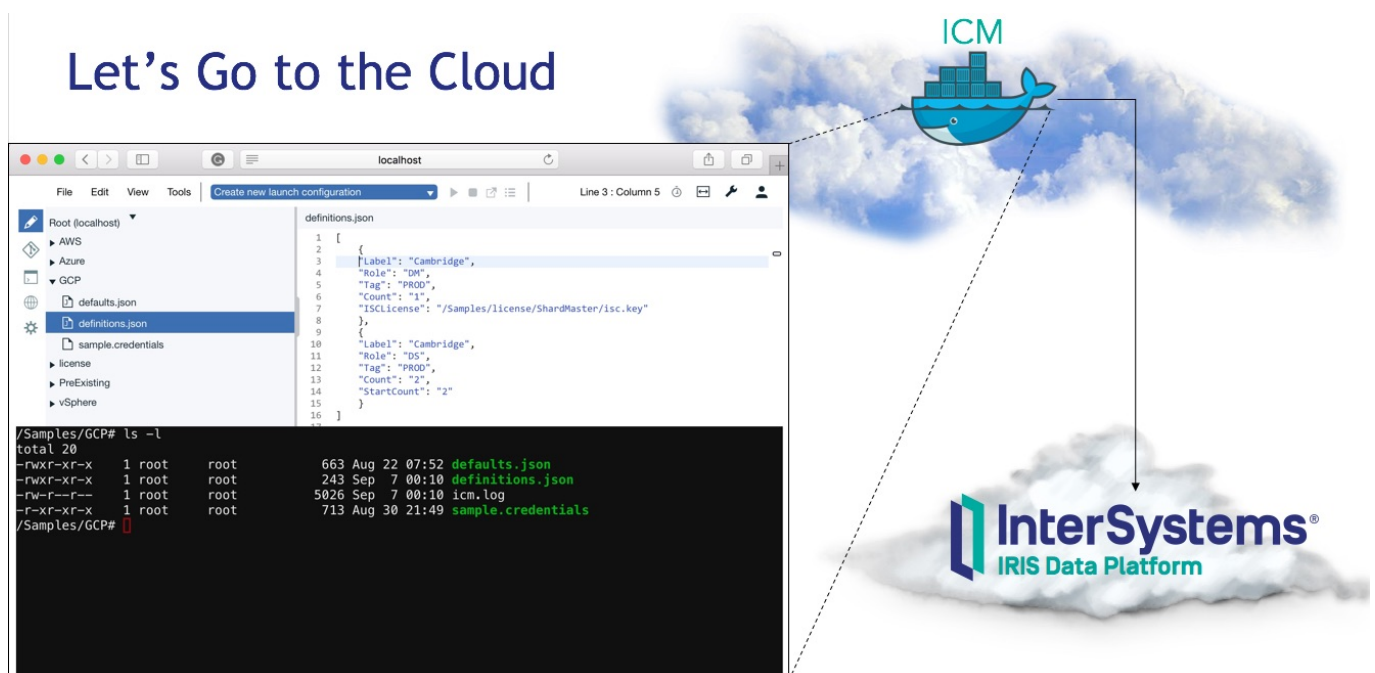 Let's Go to the Cloud
ICM
localhost
File Edit View Tools Create new launch configuration Line 3 : Column 5
Root (localhost)
AWS
Azure
GCP
defaults.json
definitions.json
sample.credentials
license
PreExisting
vSphere
definitions.json
1 [
2 {
3 "Label": "Cambridge",
4 "Role": "DM",
5 "Tag": "PROD",
6 "Count": "1",
7 "ISCLicense": "/Samples/license/ShardMaster/isc.key"
8 },
9 {
10 "Label": "Cambridge",
11 "Role": "DS",
12 "Tag": "PROD",
13 "Count": "2",
14 "StartCount": "2"
15 }
16 ]
/Samples/GCP# ls -l
total 20
-rwxr-xr-x 1 root root 663 Aug 22 07:52 defaults.json
-rwxr-xr-x 1 root root 243 Sep 7 00:10 definitions.json
-rw-r--r-- 1 root root 5026 Sep 7 00:10 icm.log
-r-xr-xr-x 1 root root 713 Aug 30 21:49 sample.credentials
/Samples/GCP#
InterSystems®
IRIS Data Platform